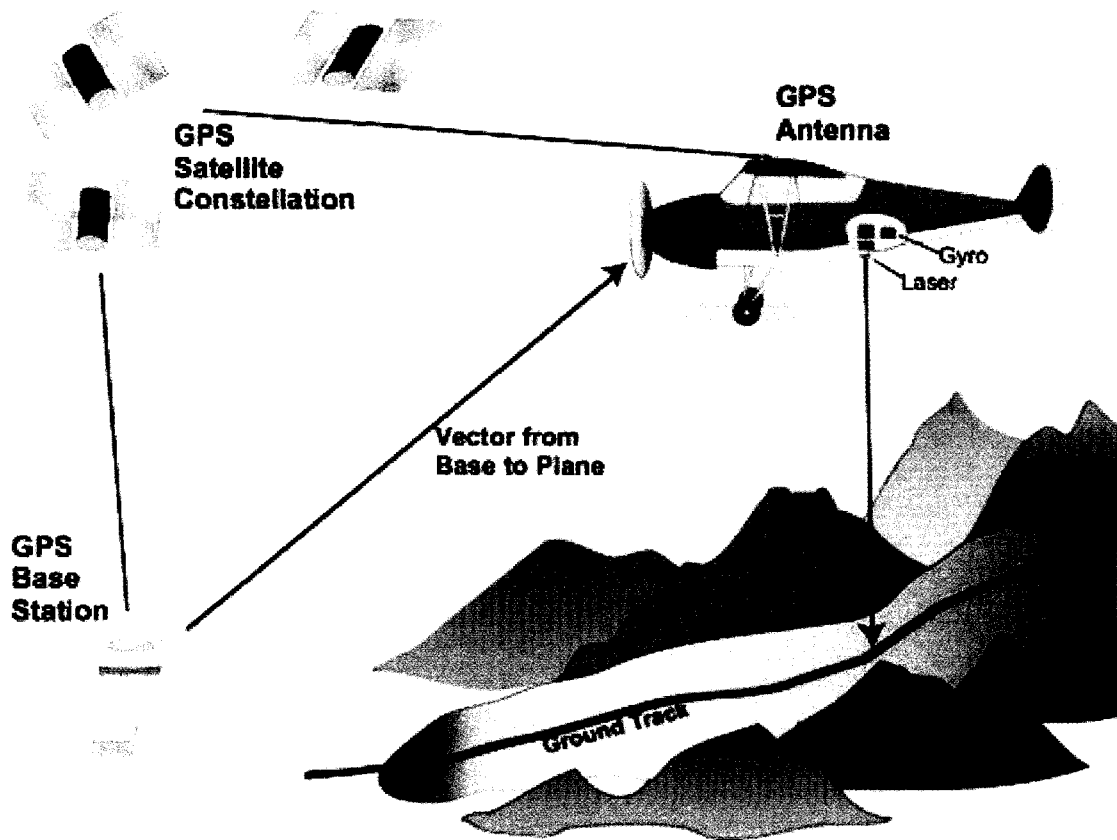 GPS
Satellite
Constellation
GPS
Antenna
Gyro
Laser
Vector from
Base to Plane
GPS
Base
Station
Ground Track